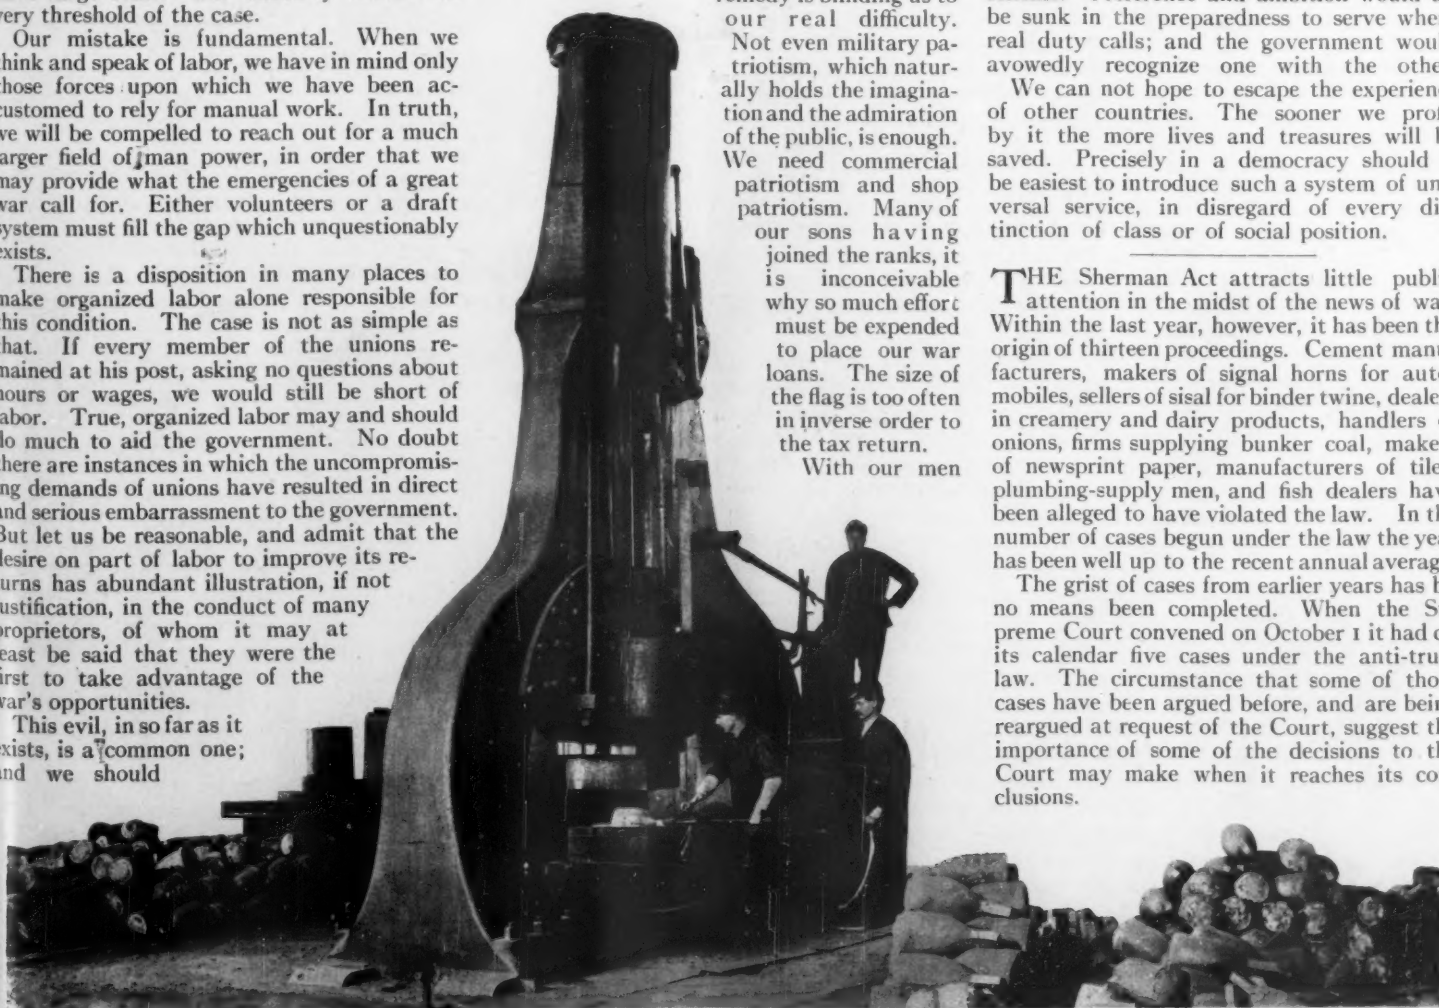 very threshold of the case.
Our mistake is fundamental. When we
think and speak of labor, we have in mind only
those forces upon which we have been ac-
customed to rely for manual work. In truth,
we will be compelled to reach out for a much
larger field of man power, in order that we
may provide what the emergencies of a great
war call for. Either volunteers or a draft
system must fill the gap which unquestionably
exists.
There is a disposition in many places to
make organized labor alone responsible for
this condition. The case is not as simple as
that. If every member of the unions re-
mained at his post, asking no questions about
hours or wages, we would still be short of
labor. True, organized labor may and should
do much to aid the government. No doubt
there are instances in which the uncompromis-
ing demands of unions have resulted in direct
and serious embarrassment to the government.
But let us be reasonable, and admit that the
desire on part of labor to improve its re-
turns has abundant illustration, if not
justification, in the conduct of many
proprietors, of whom it may at
least be said that they were the
first to take advantage of the
war's opportunities.
This evil, in so far as it
exists, is a common one;
and we should
remedy is blinding us to
our real difficulty.
Not even military pa-
triotism, which natur-
ally holds the imagina-
tion and the admiration
of the public, is enough.
We need commercial
patriotism and shop
patriotism. Many of
our sons having
joined the ranks, it
is inconceivable
why so much effort
must be expended
to place our war
loans. The size of
the flag is too often
in inverse order to
the tax return.
With our men
be sunk in the preparedness to serve wher
real duty calls; and the government woul
avowedly recognize one with the othe
We can not hope to escape the experienc
of other countries. The sooner we prof
by it the more lives and treasures will b
saved. Precisely in a democracy should
be easiest to introduce such a system of uni
versal service, in disregard of every dis
tinction of class or of social position.
THE Sherman Act attracts little publi
attention in the midst of the news of wa
Within the last year, however, it has been th
origin of thirteen proceedings. Cement manu
facturers, makers of signal horns for auto
mobiles, sellers of sisal for binder twine, deale
in creamery and dairy products, handlers o
onions, firms supplying bunker coal, make
of newsprint paper, manufacturers of tile
plumbing-supply men, and fish dealers hav
been alleged to have violated the law. In th
number of cases begun under the law the yea
has been well up to the recent annual averag
The grist of cases from earlier years has b
no means been completed. When the Su
preme Court convened on October 1 it had o
its calendar five cases under the anti-tru
law. The circumstance that some of thos
cases have been argued before, and are bein
reargued at request of the Court, suggest th
importance of some of the decisions to th
Court may make when it reaches its con
clusions.